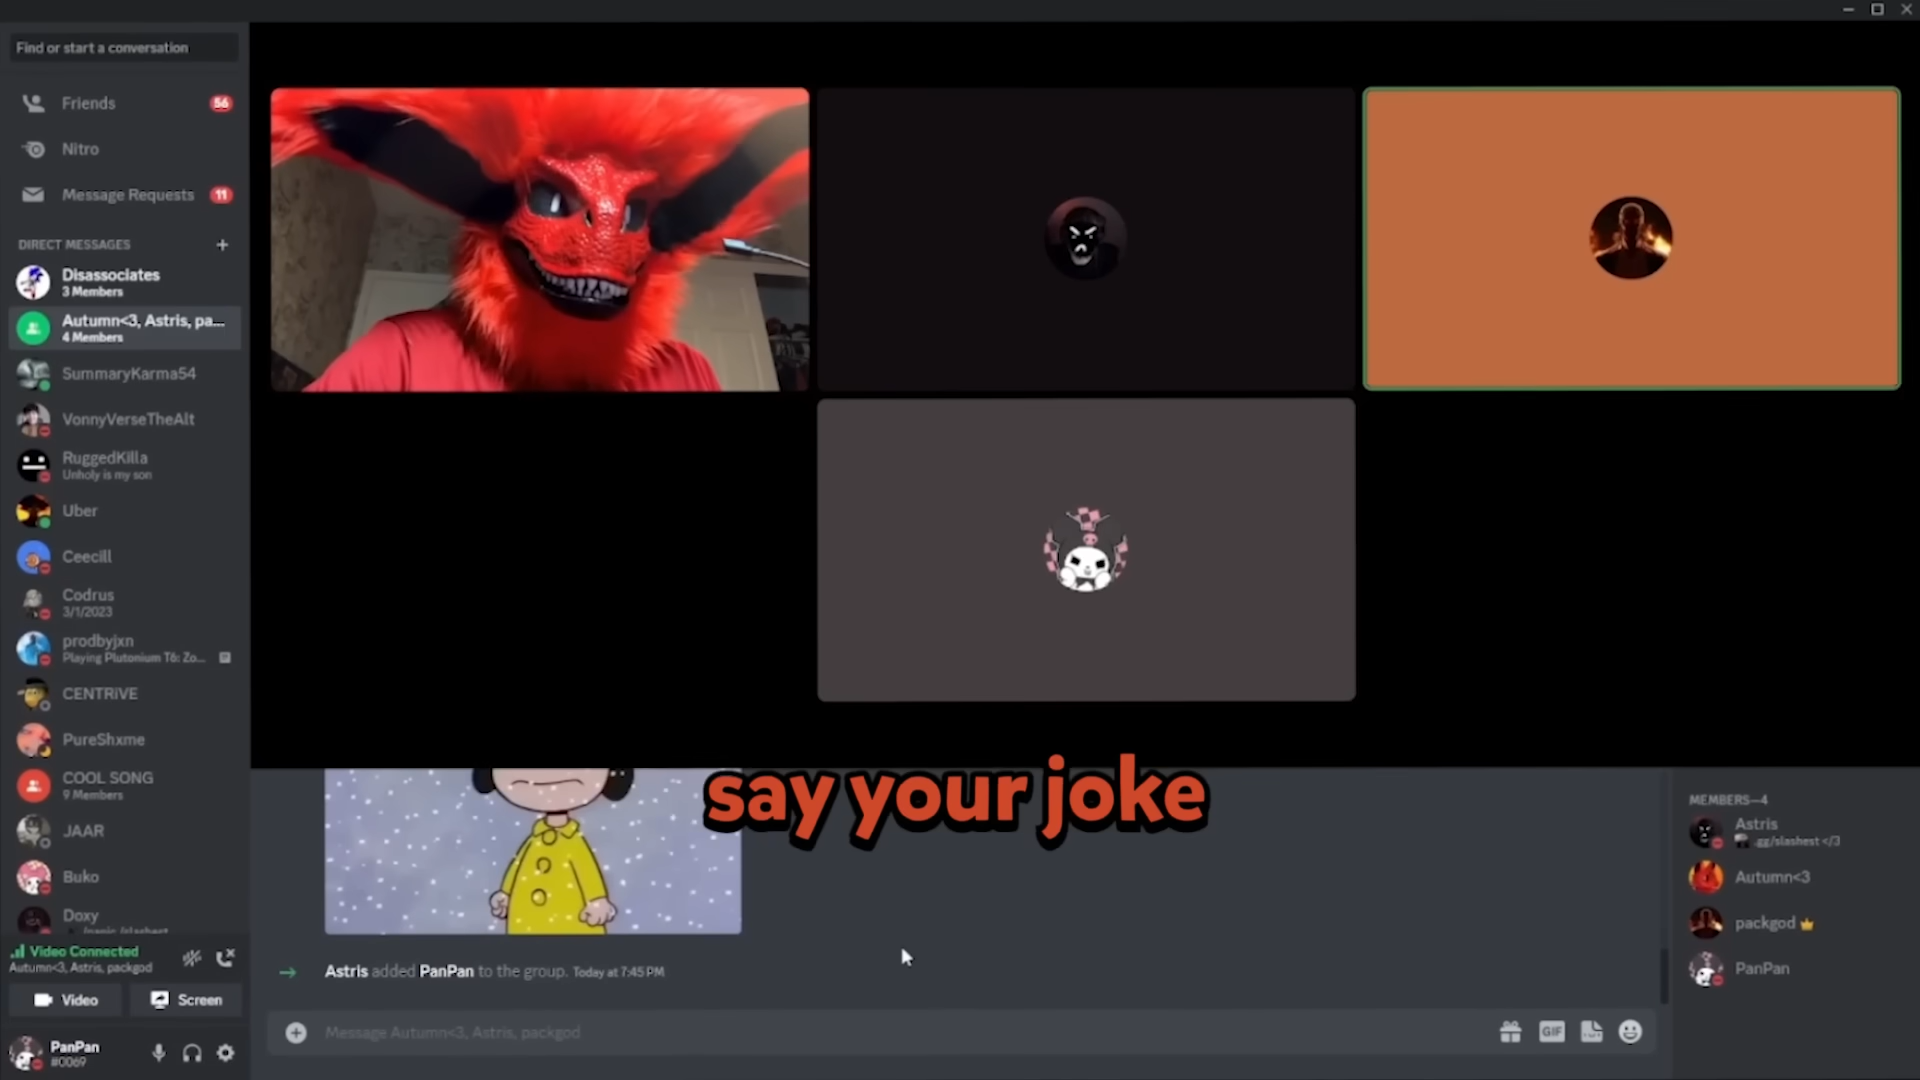 Find or start a conversation
Friends
56
Nitro
Message Requests
11
DIRECT MESSAGES
Disassociates
3 Members
Autumn<3, Astris, pa...
4 Members
SummaryKarma54
VonnyVerseTheAlt
RuggedKilla
Unholy is my son
Uber
Ceecill
Codrus
3/1/2023
prodbyjxn
Playing Plutonium T6: Zo...
CENTRiVE
PureShxme
COOL SONG
9 Members
JAAR
Buko
Doxy
Video Connected
Autumn<3, Astris, packgod
Video
Screen
PanPan
#0069
say your joke
Astris added PanPan to the group. Today at 7:45 PM
Message Autumn<3, Astris, packgod
GIF
MEMBERS—4
Astris
.gg/slashest </3
Autumn<3
packgod
PanPan